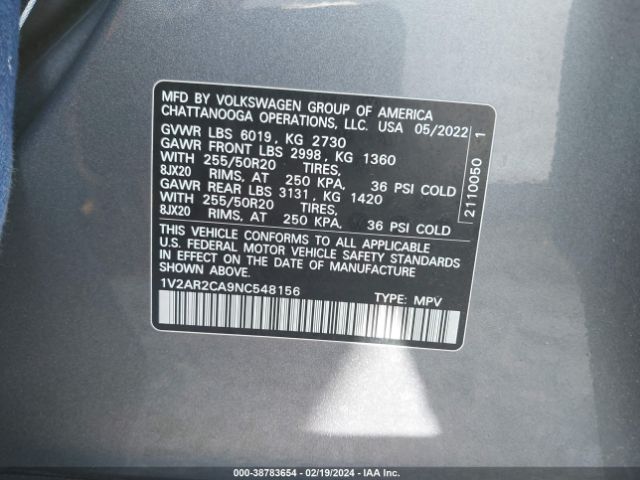 MFD BY VOLKSWAGEN GROUP OF AMERICA
CHATTANOOGA OPERATIONS, LLC. USA 05/2022
GVWR LBS 6019, KG 2730
GAWR FRONT LBS 2998, KG 1360
WITH 255/50R20 TIRES,
8JX20 RIMS, AT 250 KPA, 36 PSI COLD
GAWR REAR LBS 3131, KG 1420
WITH 255/50R20 TIRES,
8JX20 RIMS, AT 250 KPA, 36 PSI COLD
THIS VEHICLE CONFORMS TO ALL APPLICABLE
U.S. FEDERAL MOTOR VEHICLE SAFETY STANDARDS
IN EFFECT ON THE DATE OF MANUFACTURE
SHOWN ABOVE
1V2AR2CA9NC548156 TYPE: MPV
2110050 1
00-38783654 - 02/19/2024 - IAA Inc.